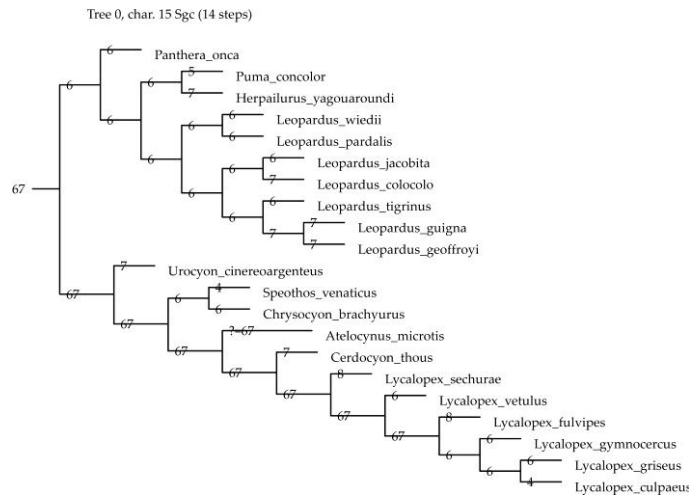 Tree 0, char. 15 Sgc (14 steps)
6
Panthera_onca
5
6
Puma_concolor
6
7
Herpailurus_yagouaroundi
6
Leopardus_wiedii
6
6
6
Leopardus_pardalis
6
6
Leopardus_jacobita
6
7
Leopardus_colocolo
67
6
6
Leopardus_tigrinus
6
7
Leopardus_guigna
7
7
Leopardus_geoffroyi
7
Urocyon_cinereoargenteus
4
67
6
Speothos_venaticus
6
Chrysocyon_brachyurus
67
?=67
Atelocynus_microtis
67
7
Cerdocyon_thous
67
8
Lycalopex_sechurae
67
6
Lycalopex_vetulus
67
8
Lycalopex_fulvipes
67
6
Lycalopex_gymnocercus
6
6
Lycalopex_griseus
6
4
Lycalopex_culpaeus